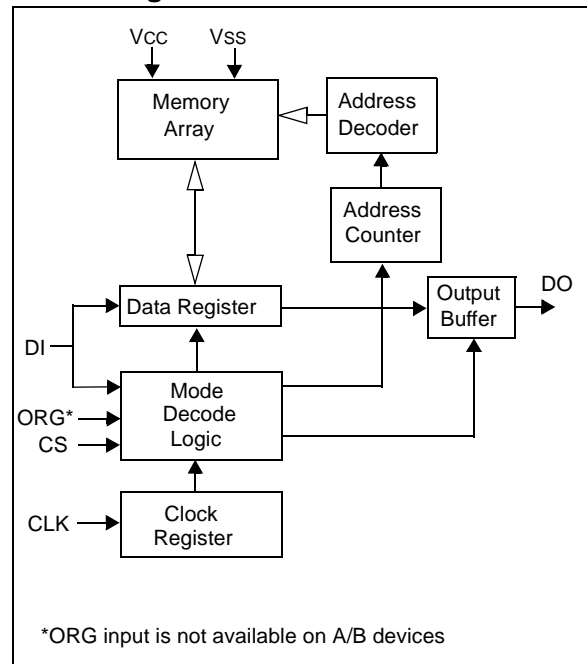 VCC
VSS
Memory
Array
Address
Decoder
Address
Counter
Data Register
Output
Buffer
DO
DI
Mode
Decode
Logic
ORG*
CS
CLK
Clock
Register
*ORG input is not available on A/B devices